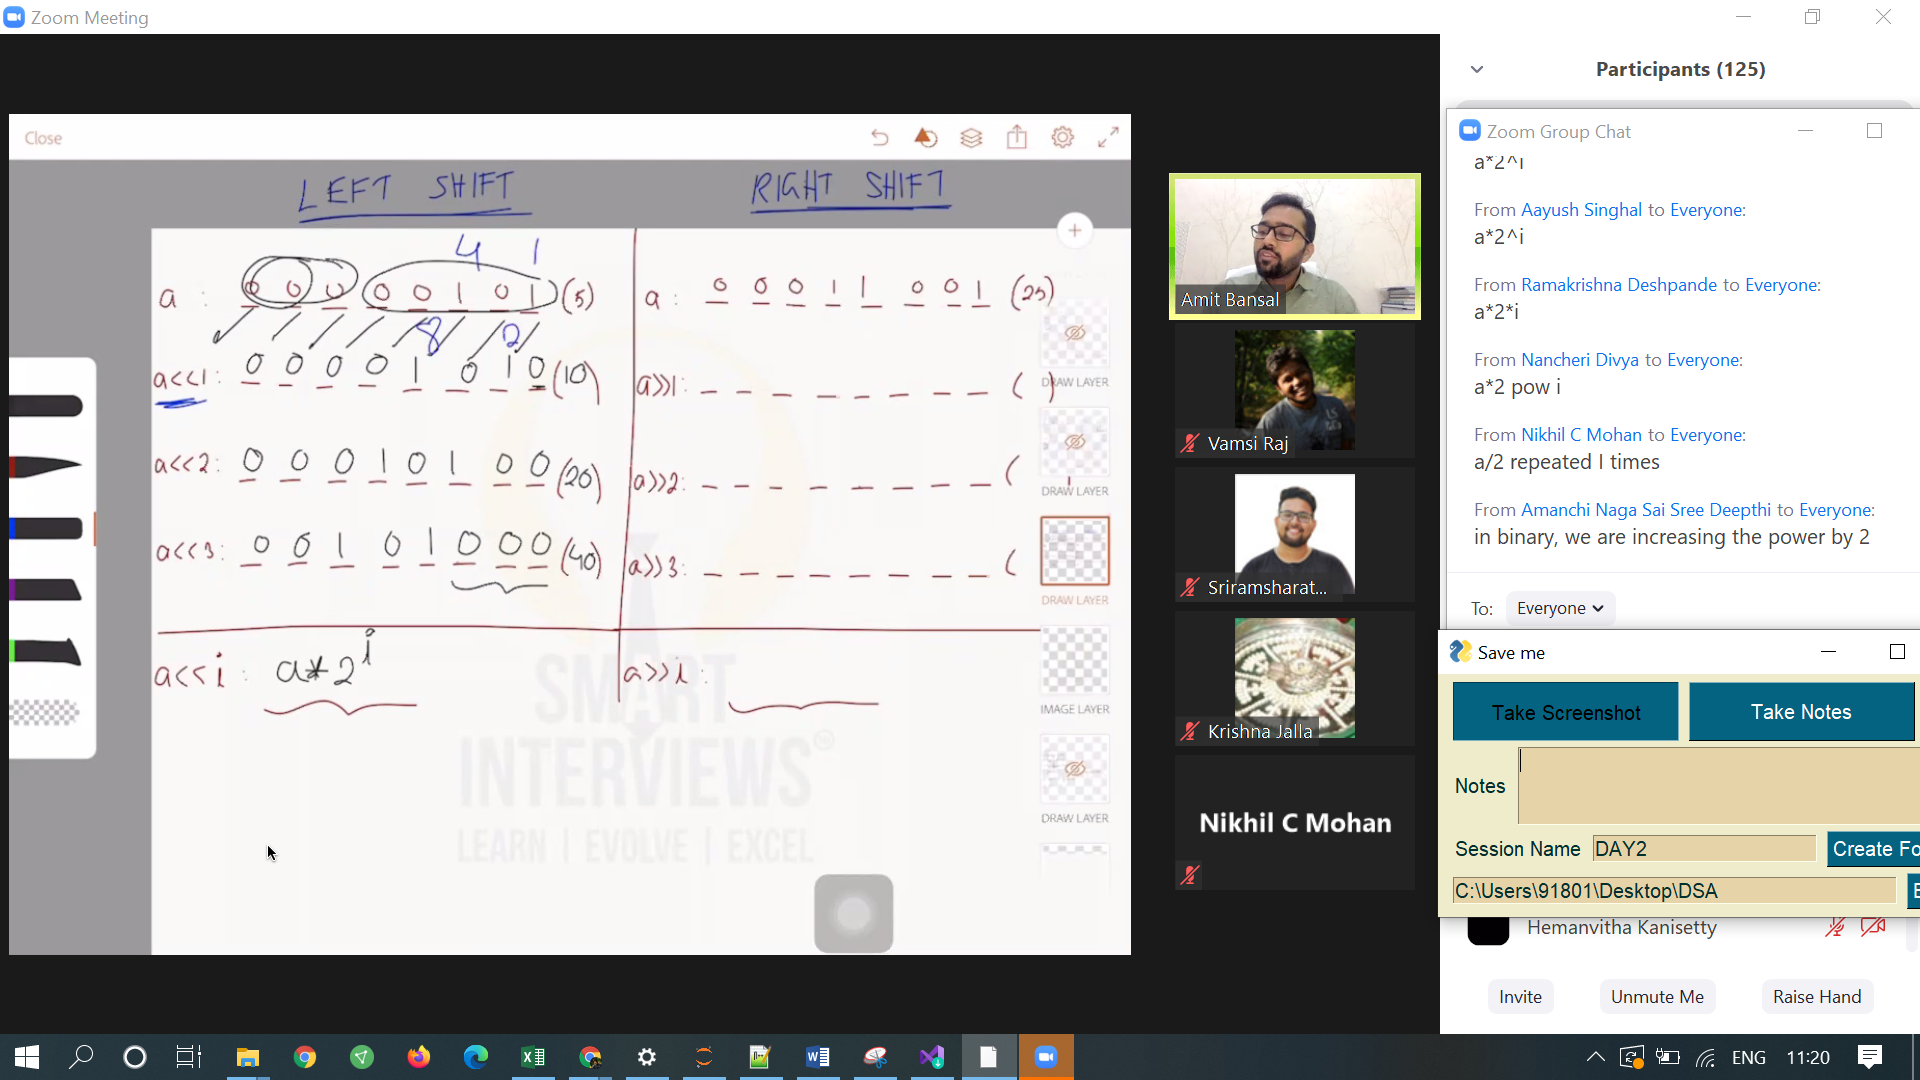 Zoom Meeting
Close
LEFT SHIFT
RIGHT SHIFT
4 1
a : 0 0 0 0 0 1 0 1 (5)
8 2
a<<1: 0 0 0 0 1 0 1 0 (10)
a<<2: 0 0 0 1 0 1 0 0 (20)
a<<3: 0 0 1 0 1 0 0 0 (40)
a<<i : a*2^i
a : 0 0 0 1 1 0 0 1 (25)
a>>1: _ _ _ _ _ _ _ _ ( )
a>>2: _ _ _ _ _ _ _ _ (
a>>3: _ _ _ _ _ _ _ _ (
a>>i :
DRAW LAYER
DRAW LAYER
DRAW LAYER
IMAGE LAYER
DRAW LAYER
SMART
INTERVIEWS
LEARN | EVOLVE | EXCEL
Amit Bansal
Vamsi Raj
Sriramsharat...
Krishna Jalla
Nikhil C Mohan
Participants (125)
Zoom Group Chat
a*2^i
From Aayush Singhal to Everyone:
a*2^i
From Ramakrishna Deshpande to Everyone:
a*2*i
From Nancheri Divya to Everyone:
a*2 pow i
From Nikhil C Mohan to Everyone:
a/2 repeated I times
From Amanchi Naga Sai Sree Deepthi to Everyone:
in binary, we are increasing the power by 2
To: Everyone
Save me
Take Screenshot
Take Notes
Notes
Session Name DAY2 Create Fo
C:\Users\91801\Desktop\DSA
Hemanvitha Kanisetty
Invite
Unmute Me
Raise Hand
ENG 11:20